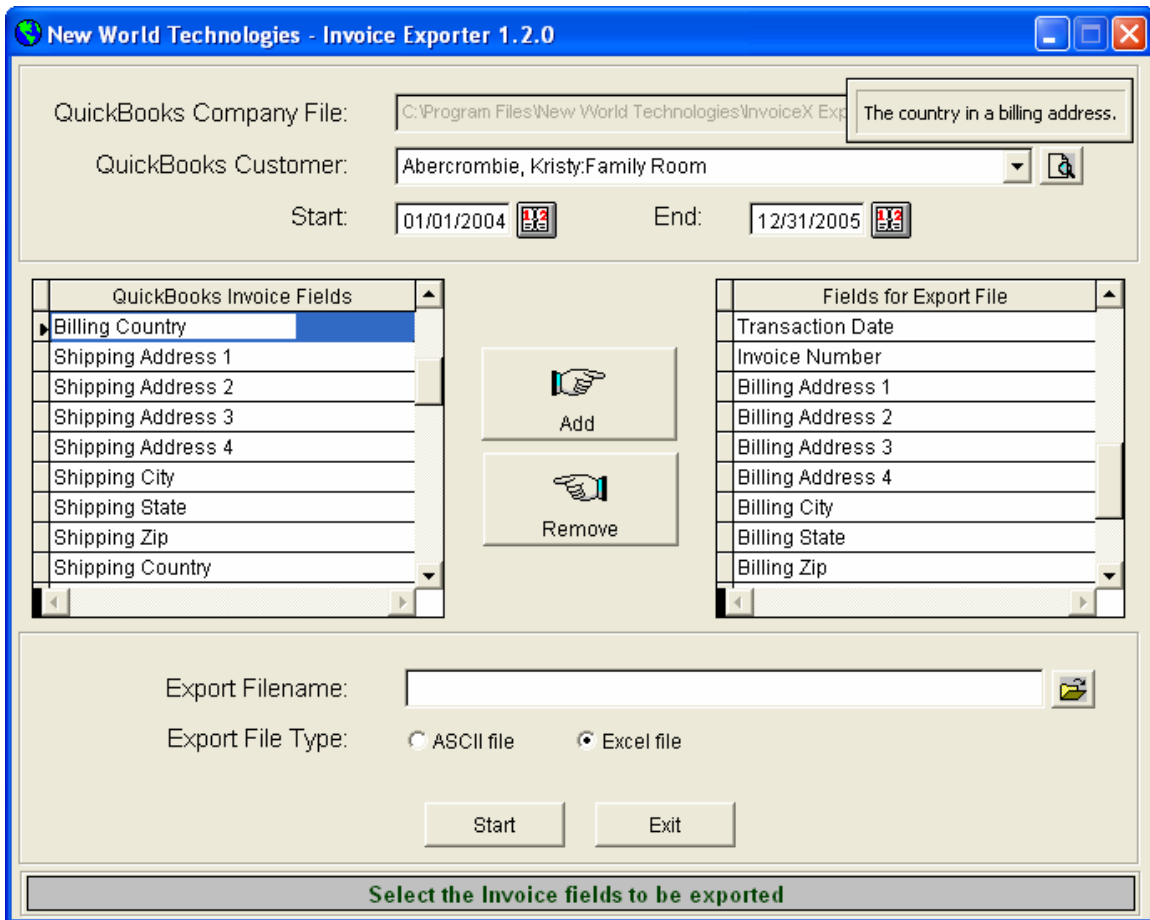 New World Technologies - Invoice Exporter 1.2.0
QuickBooks Company File:
C:\Program Files\New World Technologies\InvoiceX Exp
The country in a billing address.
QuickBooks Customer:
Abercrombie, Kristy:Family Room
Start:
01/01/2004
End:
12/31/2005
QuickBooks Invoice Fields
Billing Country
Shipping Address 1
Shipping Address 2
Shipping Address 3
Shipping Address 4
Shipping City
Shipping State
Shipping Zip
Shipping Country
Add
Remove
Fields for Export File
Transaction Date
Invoice Number
Billing Address 1
Billing Address 2
Billing Address 3
Billing Address 4
Billing City
Billing State
Billing Zip
Export Filename:
Export File Type:
ASCII file
Excel file
Start
Exit
Select the Invoice fields to be exported